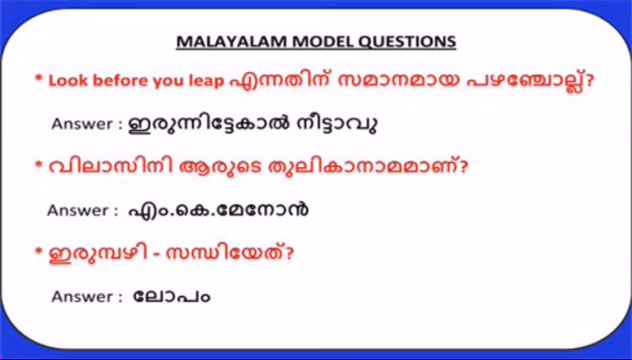 MALAYALAM MODEL QUESTIONS
* Look before you leap എന്നതിന് സമാനമായ പഴഞ്ചോല്ല്?
Answer : ഇരുന്നിട്ടേകാൽ നീട്ടാവു
* വിലാസിനി ആരുടെ തുലികാനാമമാണ്?
Answer : എം.കെ.മേനോൻ
* ഇരുമ്പഴി - സന്ധിയേത്?
Answer : ലോപം